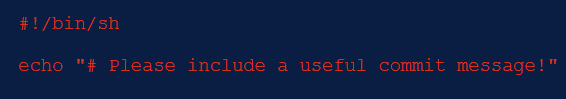 #!/bin/sh
echo "# Please include a useful commit message!"